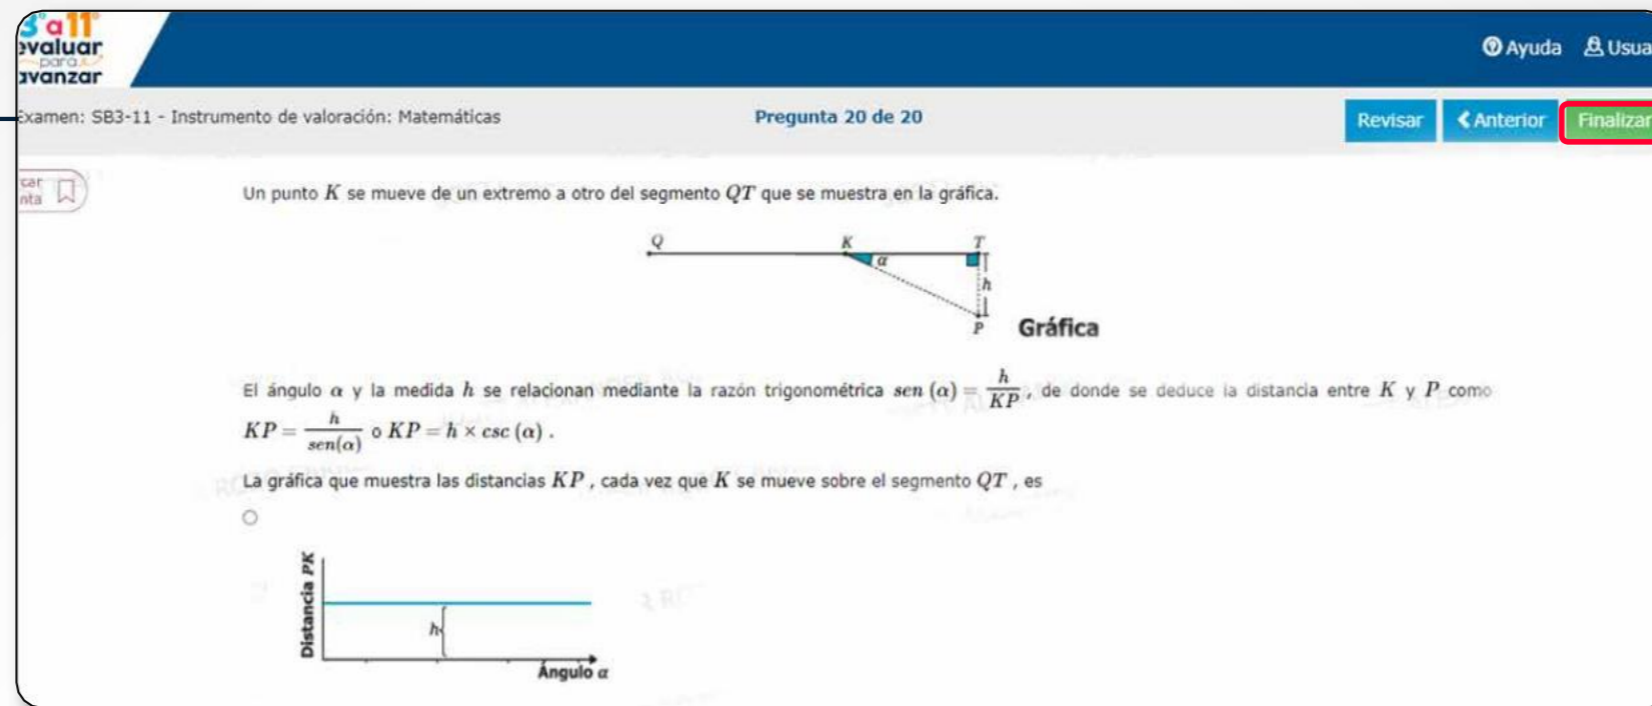 3°a11°
evaluar
para
avanzar
Ayuda
Examen: SB3-11 - Instrumento de valoración: Matemáticas
Pregunta 20 de 20
Revisar
Anterior
Finalizar
Un punto K se mueve de un extremo a otro del segmento QT que se muestra en la gráfica.
Q K T
α
h
P
Gráfica
El ángulo α y la medida h se relacionan mediante la razón trigonométrica sen (α) = h/KP, de donde se deduce la distancia entre K y P como
KP = h/sen(α) o KP = h × csc (α) .
La gráfica que muestra las distancias KP , cada vez que K se mueve sobre el segmento QT , es
Distancia PK
h
Ángulo α